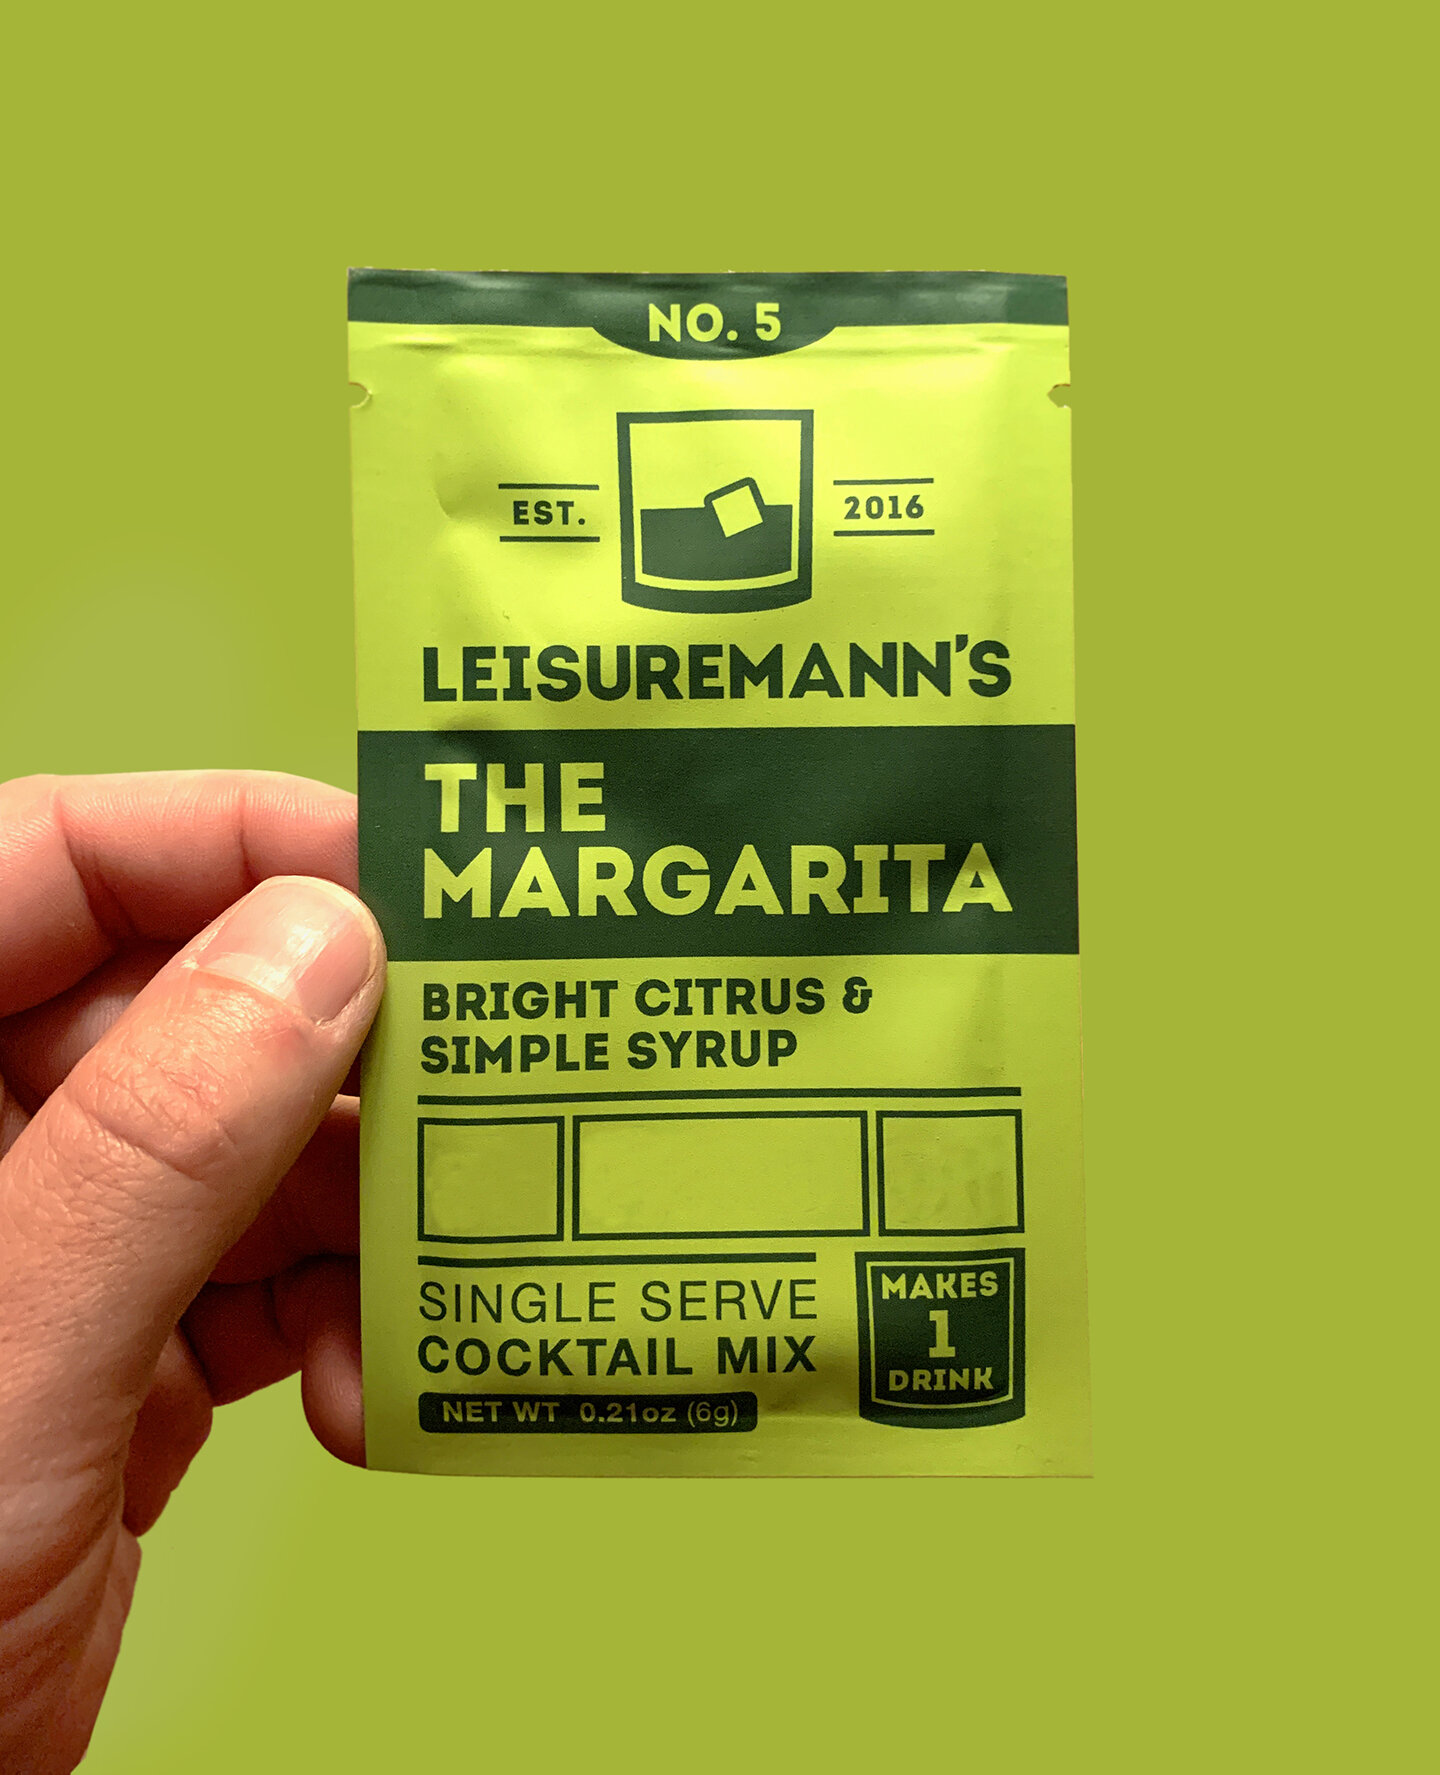 NO. 5
EST. 2016
LEISUREMANN'S
THE
MARGARITA
BRIGHT CITRUS &
SIMPLE SYRUP
SINGLE SERVE
COCKTAIL MIX
NET WT 0.21oz (6g)
MAKES
1
DRINK